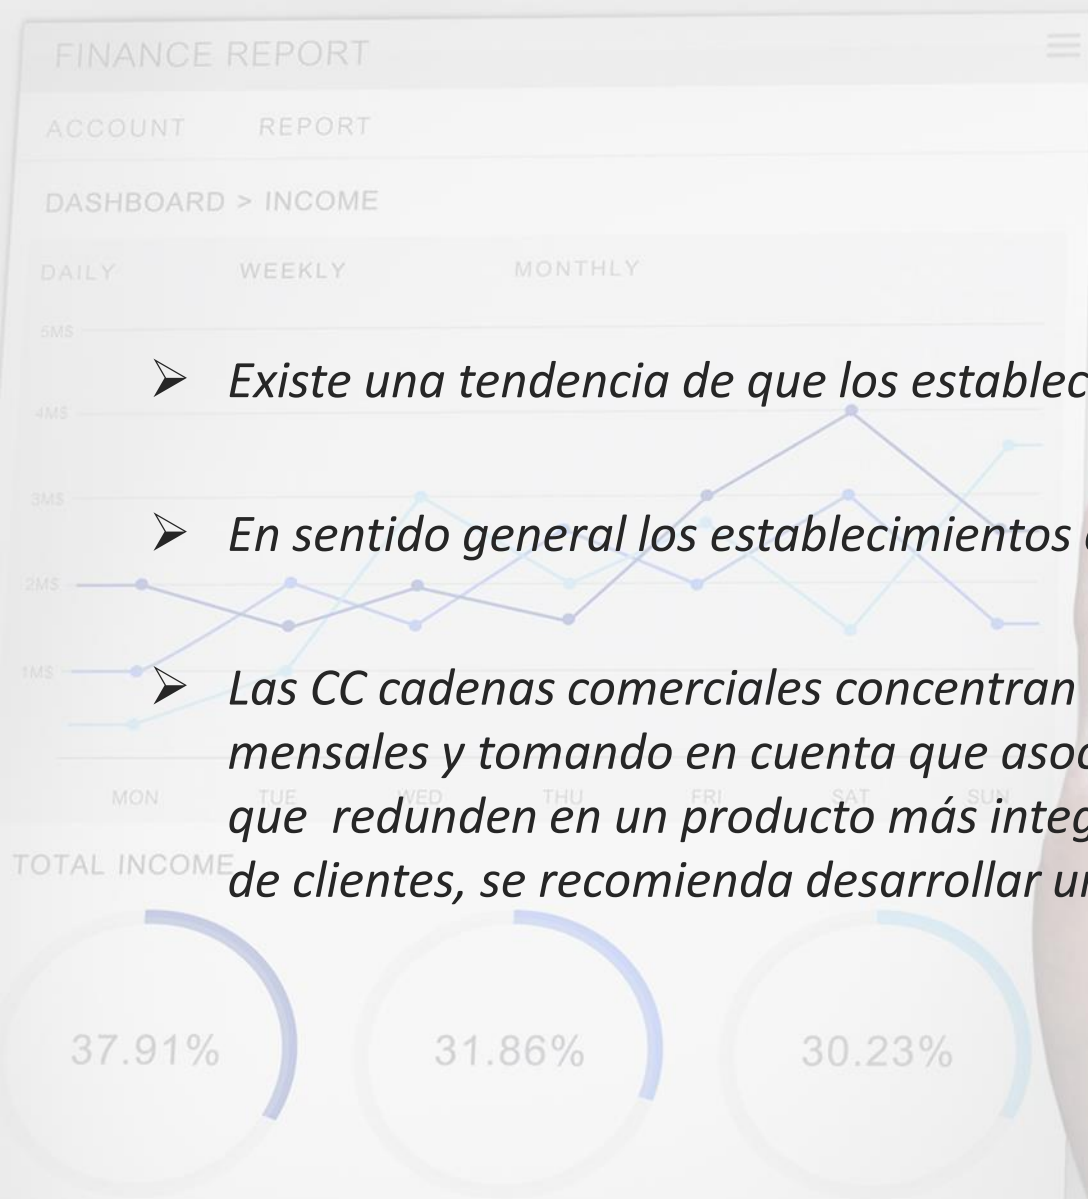 FINANCE REPORT
ACCOUNT REPORT
DASHBOARD > INCOME
DAILY WEEKLY MONTHLY
5M$
➢ Existe una tendencia de que los establec
4M$
3M$
➢ En sentido general los establecimientos
2M$
1M$
➢ Las CC cadenas comerciales concentran
mensales y tomando en cuenta que asoc
MON TUE WED THU FRI SAT SUN
que redunden en un producto más integ
TOTAL INCOME
de clientes, se recomienda desarrollar un
37.91% 31.86% 30.23%